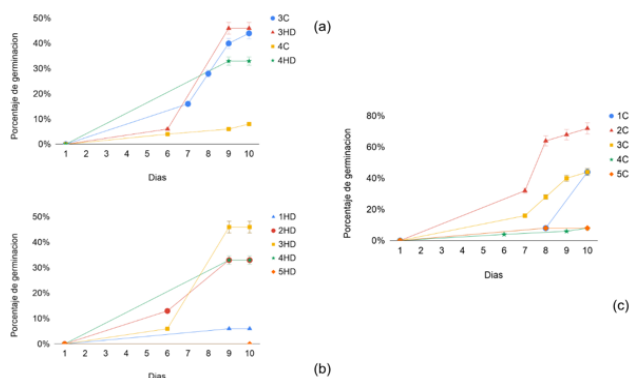 50%
40%
30%
20%
10%
0%
Porcentaje de germinacion
1 2 3 4 5 6 7 8 9 10
Dias
3C
3HD
4C
4HD
(a)
50%
40%
30%
20%
10%
0%
Porcentaje de germinacion
1 2 3 4 5 6 7 8 9 10
Dias
1HD
2HD
3HD
4HD
5HD
(b)
80%
60%
40%
20%
0%
Porcentaje de germinacion
1 2 3 4 5 6 7 8 9 10
Dias
1C
2C
3C
4C
5C
(c)